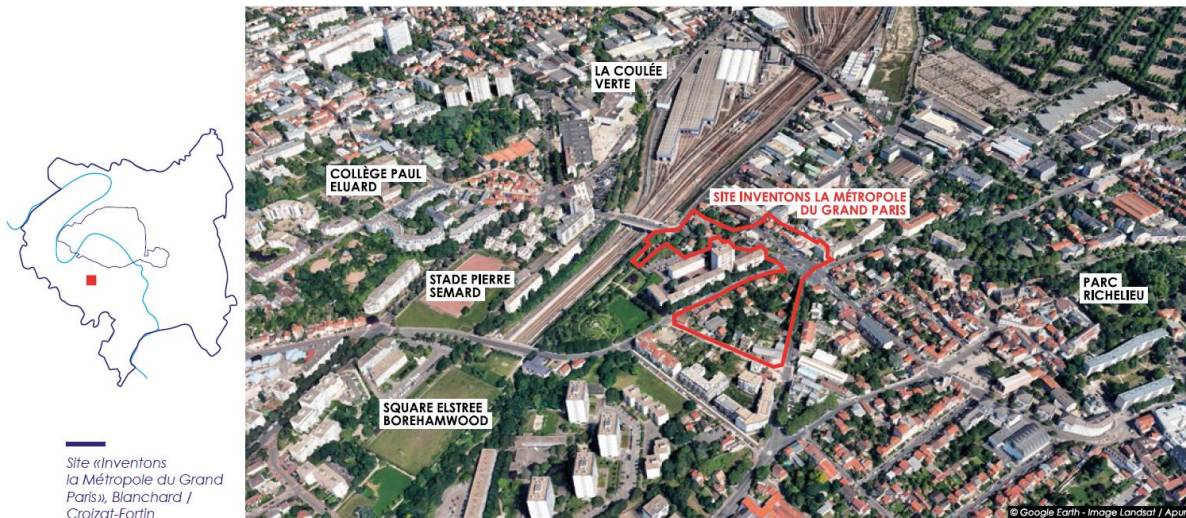 LA COULÉE
VERTE
COLLÈGE PAUL
ELUARD
SITE INVENTONS LA MÉTROPOLE
DU GRAND PARIS
STADE PIERRE
SEMARD
PARC
RICHELIEU
SQUARE ELSTREE
BOREHAMWOOD
Site «Inventons
la Métropole du Grand
Paris», Blanchard /
Croizat-Fortin
© Google Earth - Image Landsat / Apur